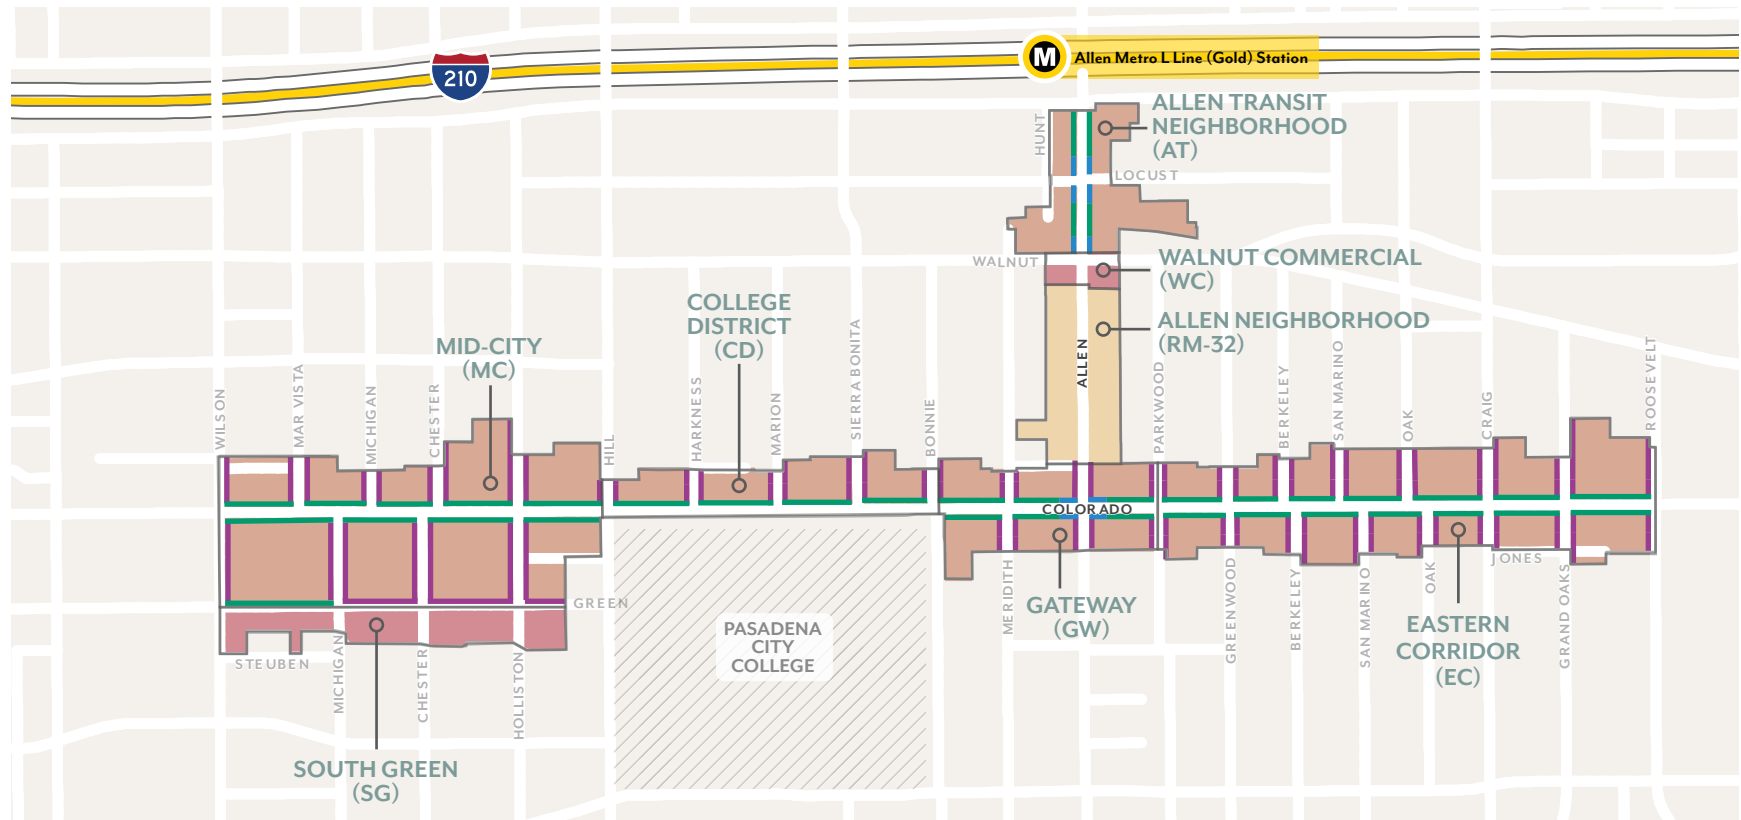 M
Allen Metro L Line (Gold) Station
210
ALLEN TRANSIT
NEIGHBORHOOD
(AT)
HUNT
LOCUST
WALNUT
WALNUT COMMERCIAL
(WC)
COLLEGE
DISTRICT
(CD)
ALLEN NEIGHBORHOOD
(RM-32)
MID-CITY
(MC)
ALLEN
WILSON
MAR VISTA
MICHIGAN
CHESTER
HILL
HARKNESS
MARION
SIERRA BONITA
BONNIE
PARKWOOD
BERKELEY
SAN MARINO
OAK
CRAIG
ROOSEVELT
COLORADO
JONES
GREEN
MERIDITH
GREENWOOD
BERKELEY
SAN MARINO
OAK
GRAND OAKS
GATEWAY
(GW)
EASTERN
CORRIDOR
(EC)
PASADENA
CITY
COLLEGE
STEUBEN
MICHIGAN
CHESTER
HOLLISTON
SOUTH GREEN
(SG)